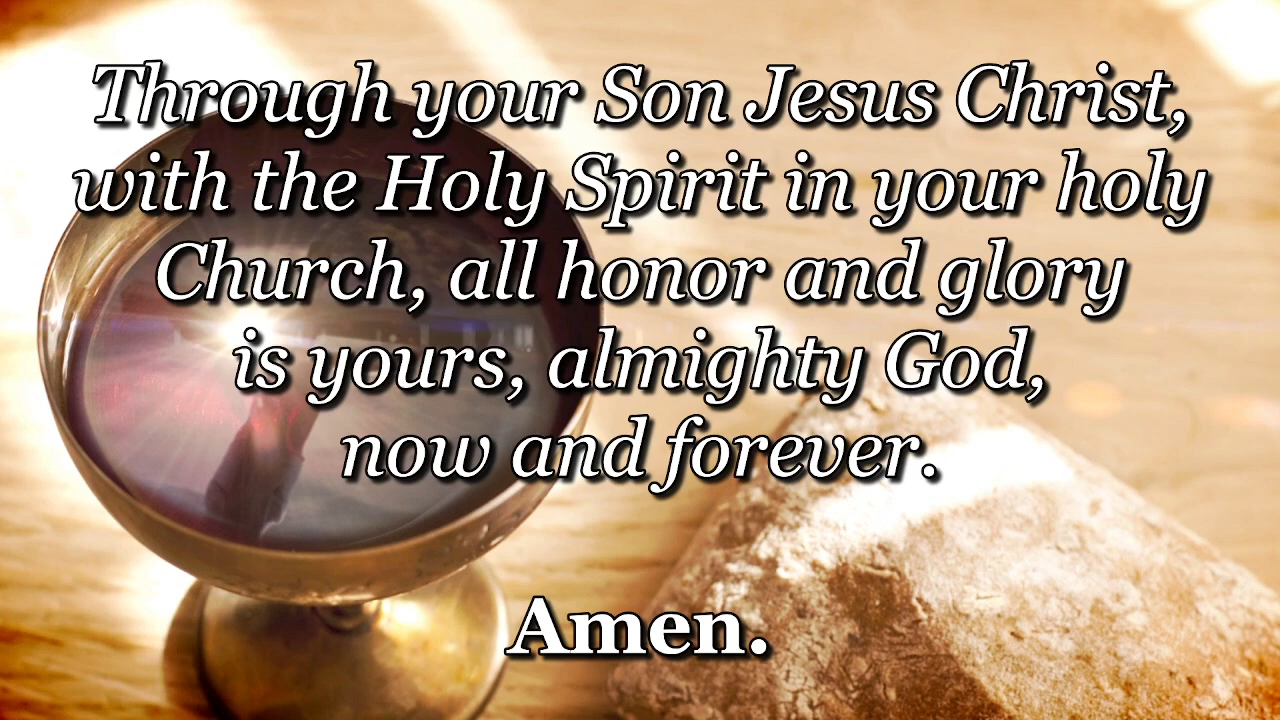 Through your Son Jesus Christ,
with the Holy Spirit in your holy
Church, all honor and glory
is yours, almighty God,
now and forever.
Amen.